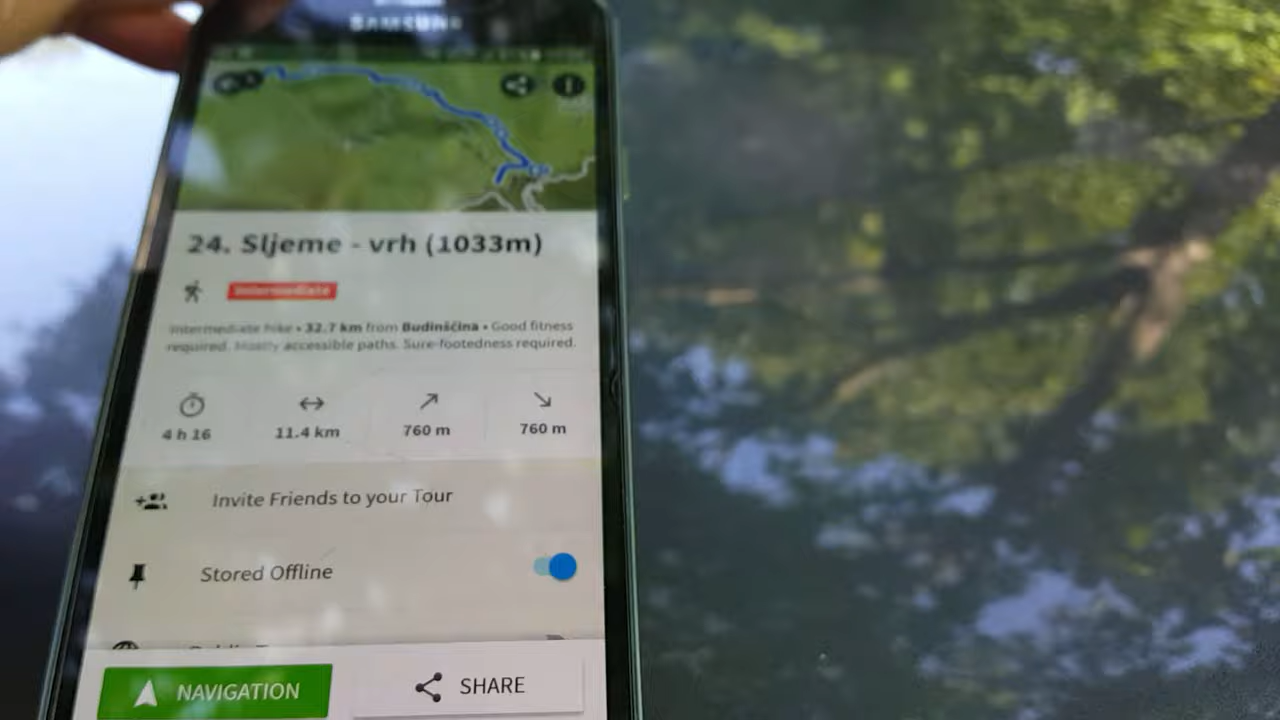 SAMSUNG
24. Sljeme - vrh (1033m)
Intermediate
Intermediate hike • 32.7 km from Budinščina • Good fitness
required. Mostly accessible paths. Sure-footedness required.
4 h 16
11.4 km
760 m
760 m
Invite Friends to your Tour
Stored Offline
NAVIGATION
SHARE